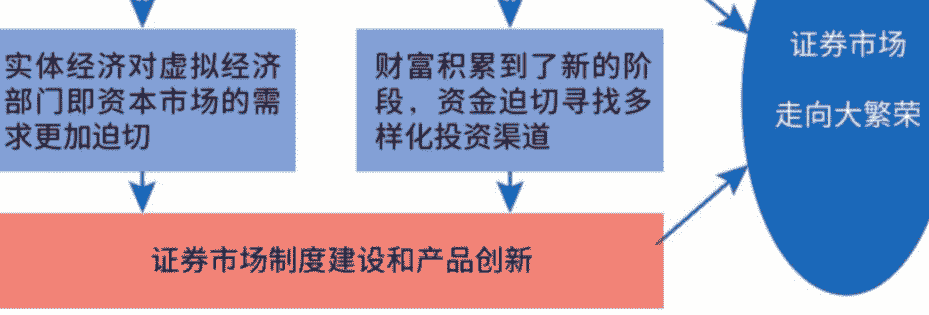 实体经济对虚拟经济
部门即资本市场的需
求更加迫切
财富积累到了新的阶
段，资金迫切寻找多
样化投资渠道
证券市场
走向大繁荣
证券市场制度建设和产品创新